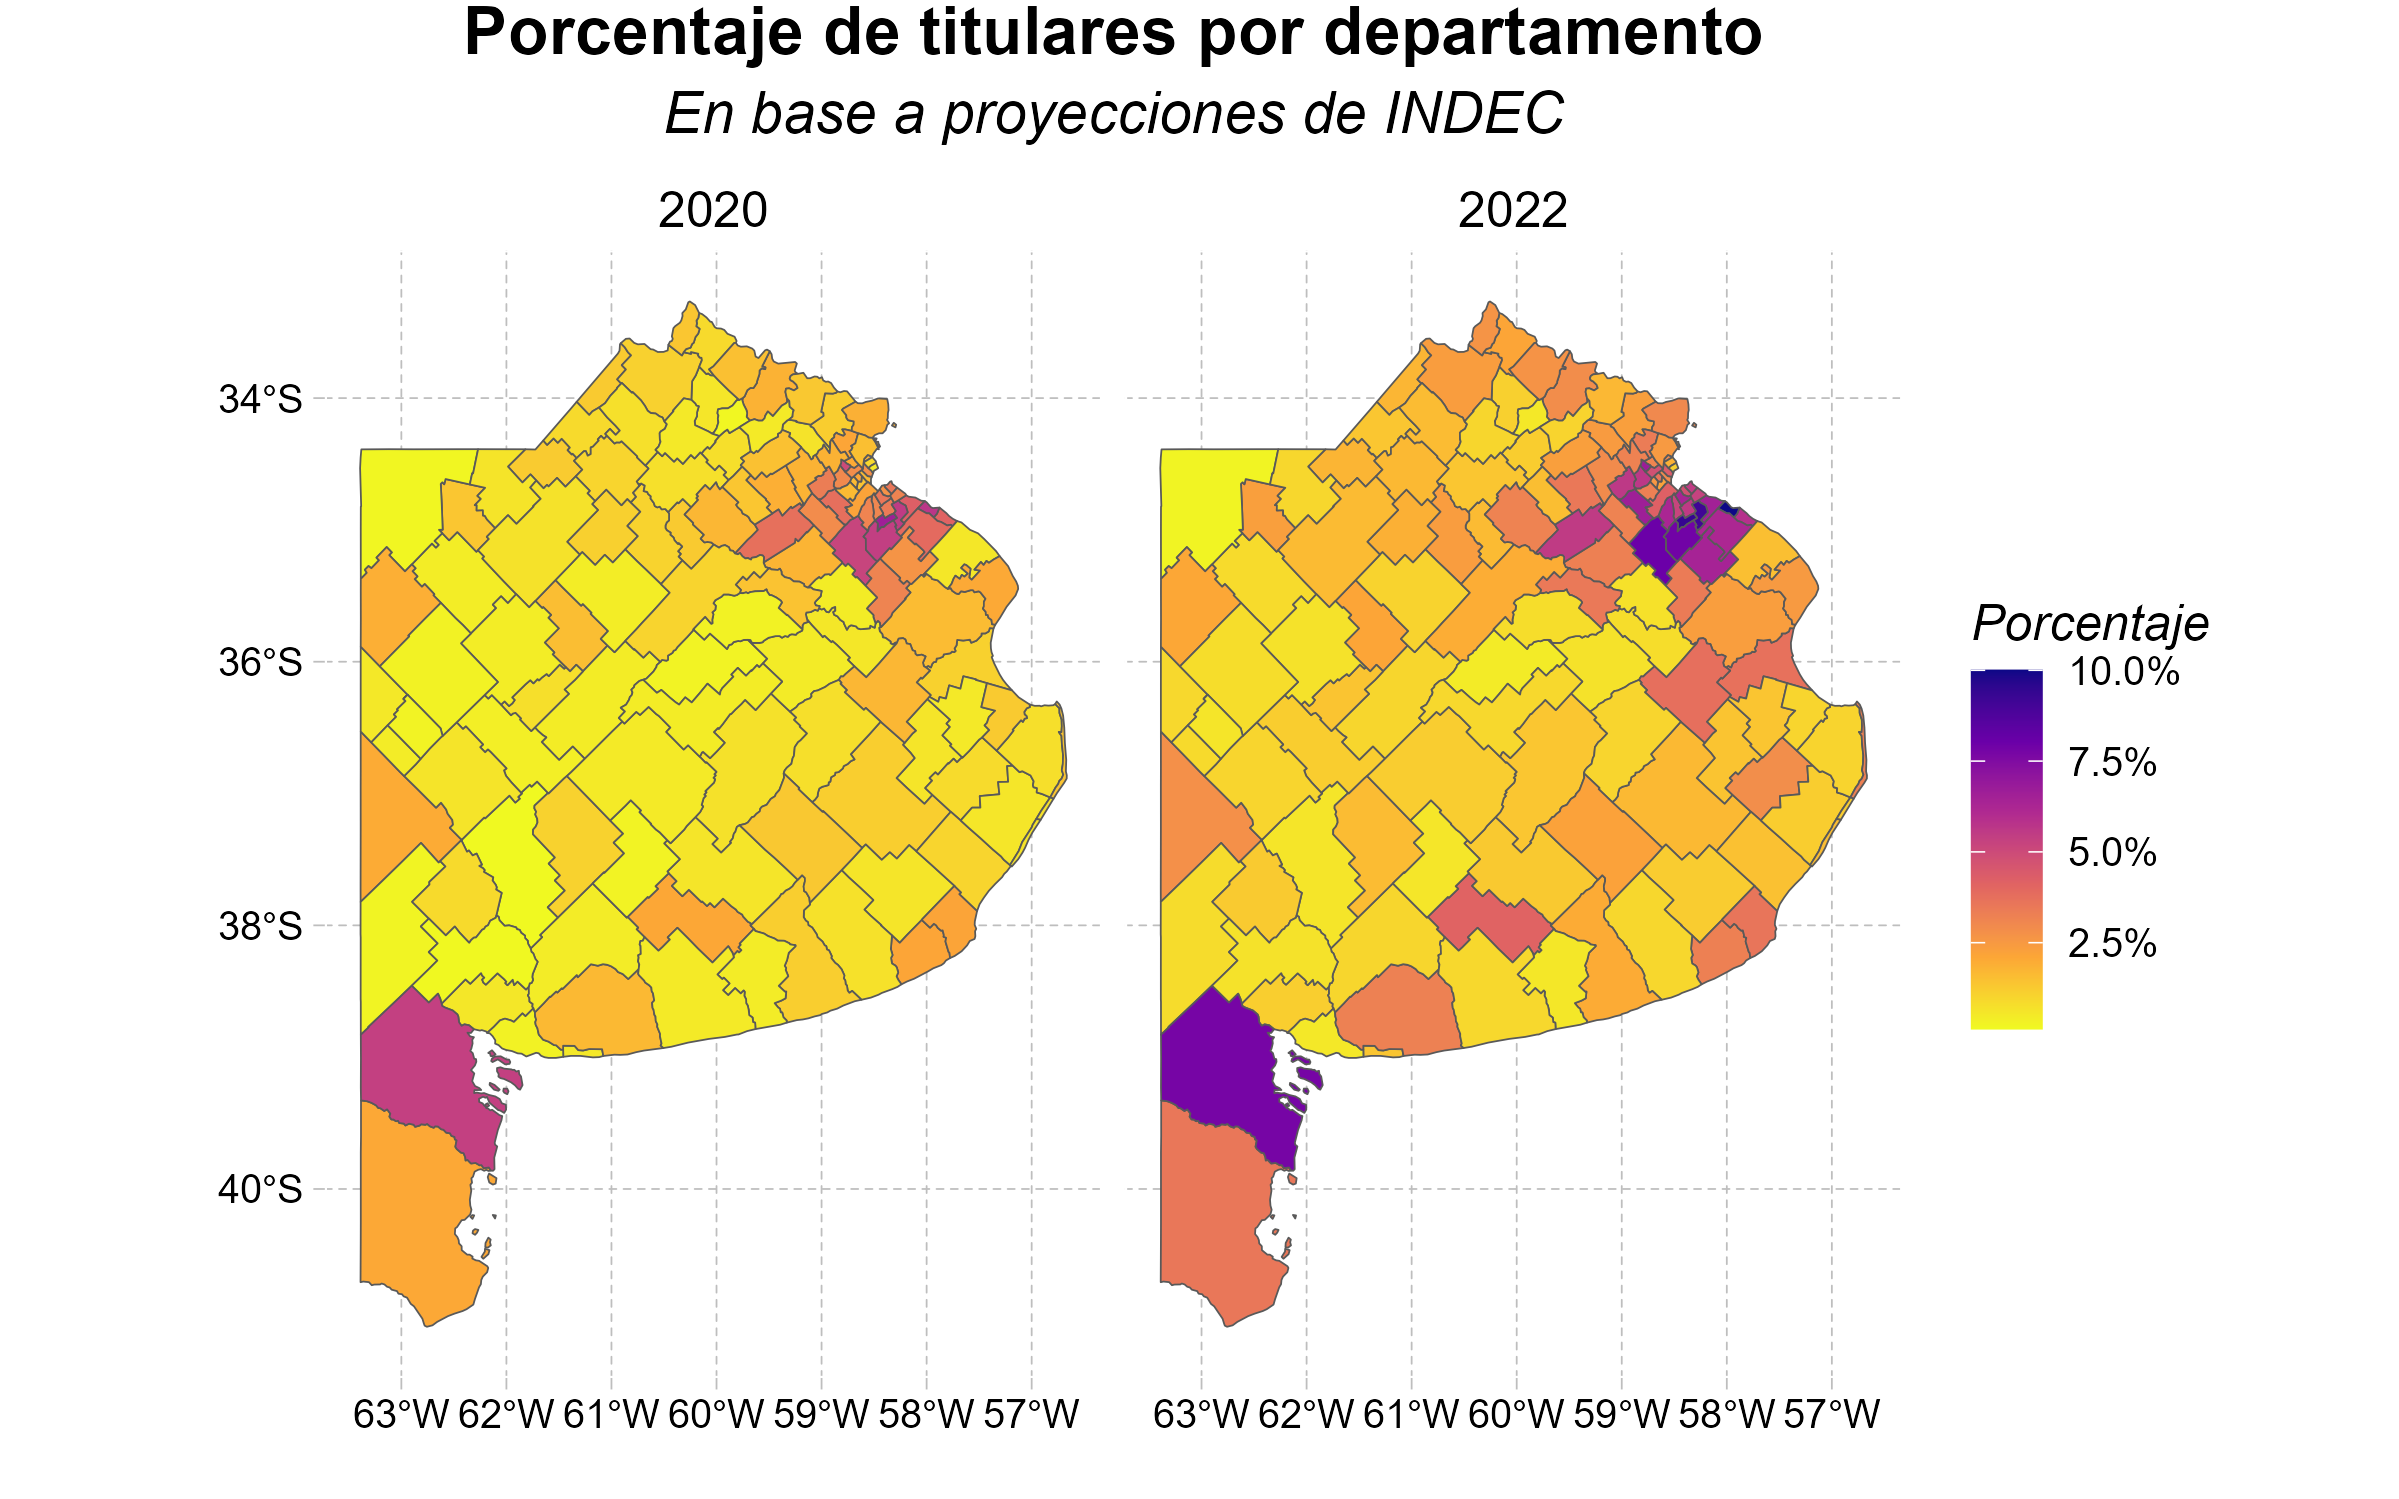 Porcentaje de titulares por departamento
En base a proyecciones de INDEC
2020
2022
34°S
36°S
38°S
40°S
63°W 62°W 61°W 60°W 59°W 58°W 57°W
63°W 62°W 61°W 60°W 59°W 58°W 57°W
Porcentaje
10.0%
7.5%
5.0%
2.5%